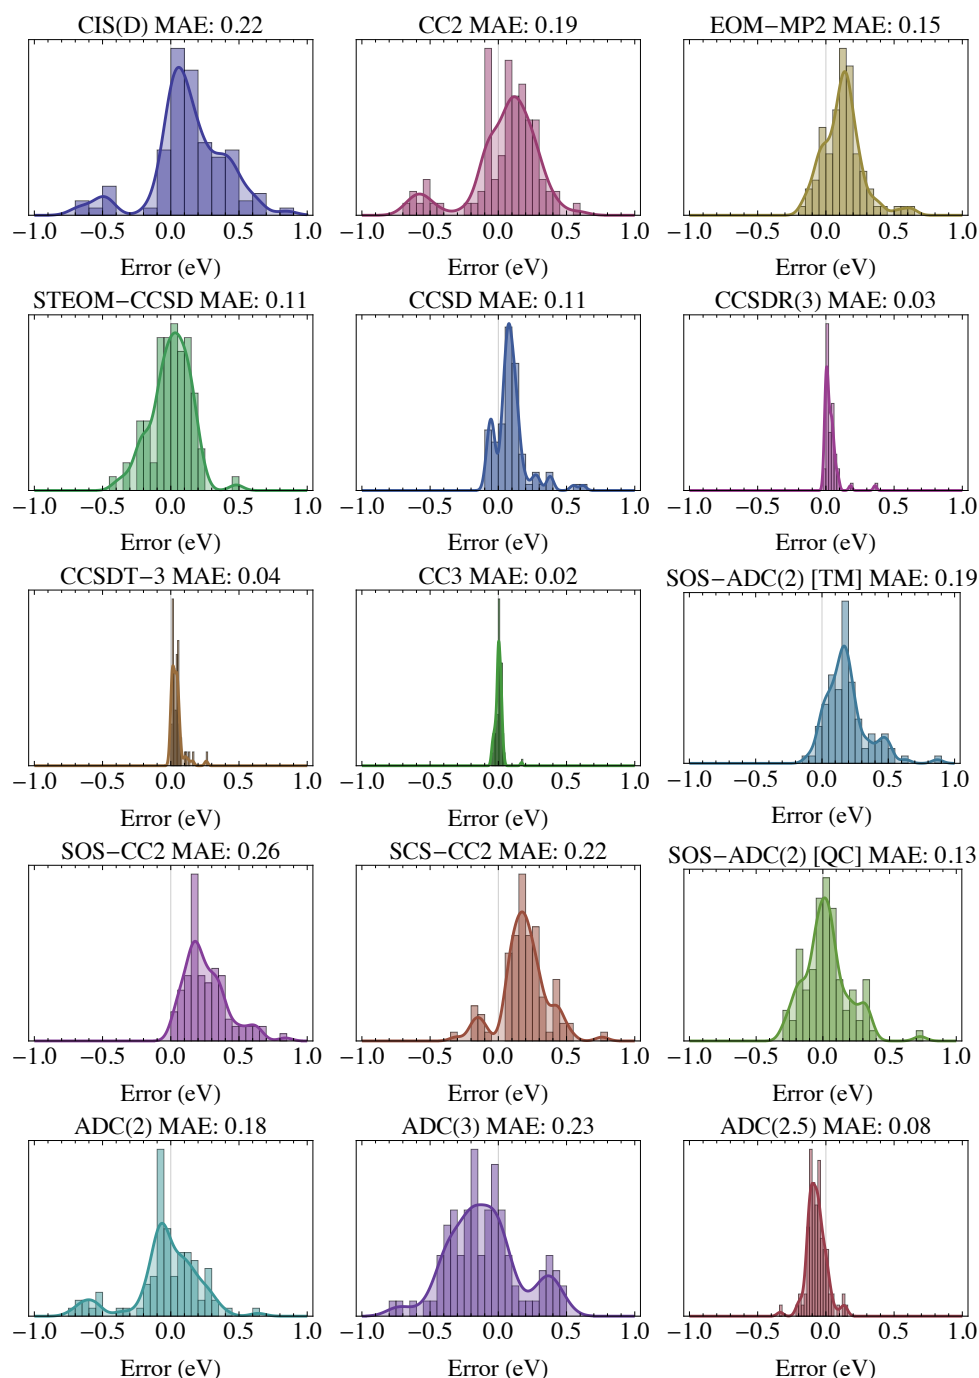 CIS(D) MAE: 0.22 CC2 MAE: 0.19 EOM−MP2 MAE: 0.15
−1.0 −0.5 0.0 0.5 1.0 −1.0 −0.5 0.0 0.5 1.0 −1.0 −0.5 0.0 0.5 1.0
Error (eV) Error (eV) Error (eV)
STEOM−CCSD MAE: 0.11 CCSD MAE: 0.11 CCSDR(3) MAE: 0.03
−1.0 −0.5 0.0 0.5 1.0 −1.0 −0.5 0.0 0.5 1.0 −1.0 −0.5 0.0 0.5 1.0
Error (eV) Error (eV) Error (eV)
CCSDT−3 MAE: 0.04 CC3 MAE: 0.02 SOS−ADC(2) [TM] MAE: 0.19
−1.0 −0.5 0.0 0.5 1.0 −1.0 −0.5 0.0 0.5 1.0 −1.0 −0.5 0.0 0.5 1.0
Error (eV) Error (eV) Error (eV)
SOS−CC2 MAE: 0.26 SCS−CC2 MAE: 0.22 SOS−ADC(2) [QC] MAE: 0.13
−1.0 −0.5 0.0 0.5 1.0 −1.0 −0.5 0.0 0.5 1.0 −1.0 −0.5 0.0 0.5 1.0
Error (eV) Error (eV) Error (eV)
ADC(2) MAE: 0.18 ADC(3) MAE: 0.23 ADC(2.5) MAE: 0.08
−1.0 −0.5 0.0 0.5 1.0 −1.0 −0.5 0.0 0.5 1.0 −1.0 −0.5 0.0 0.5 1.0
Error (eV) Error (eV) Error (eV)